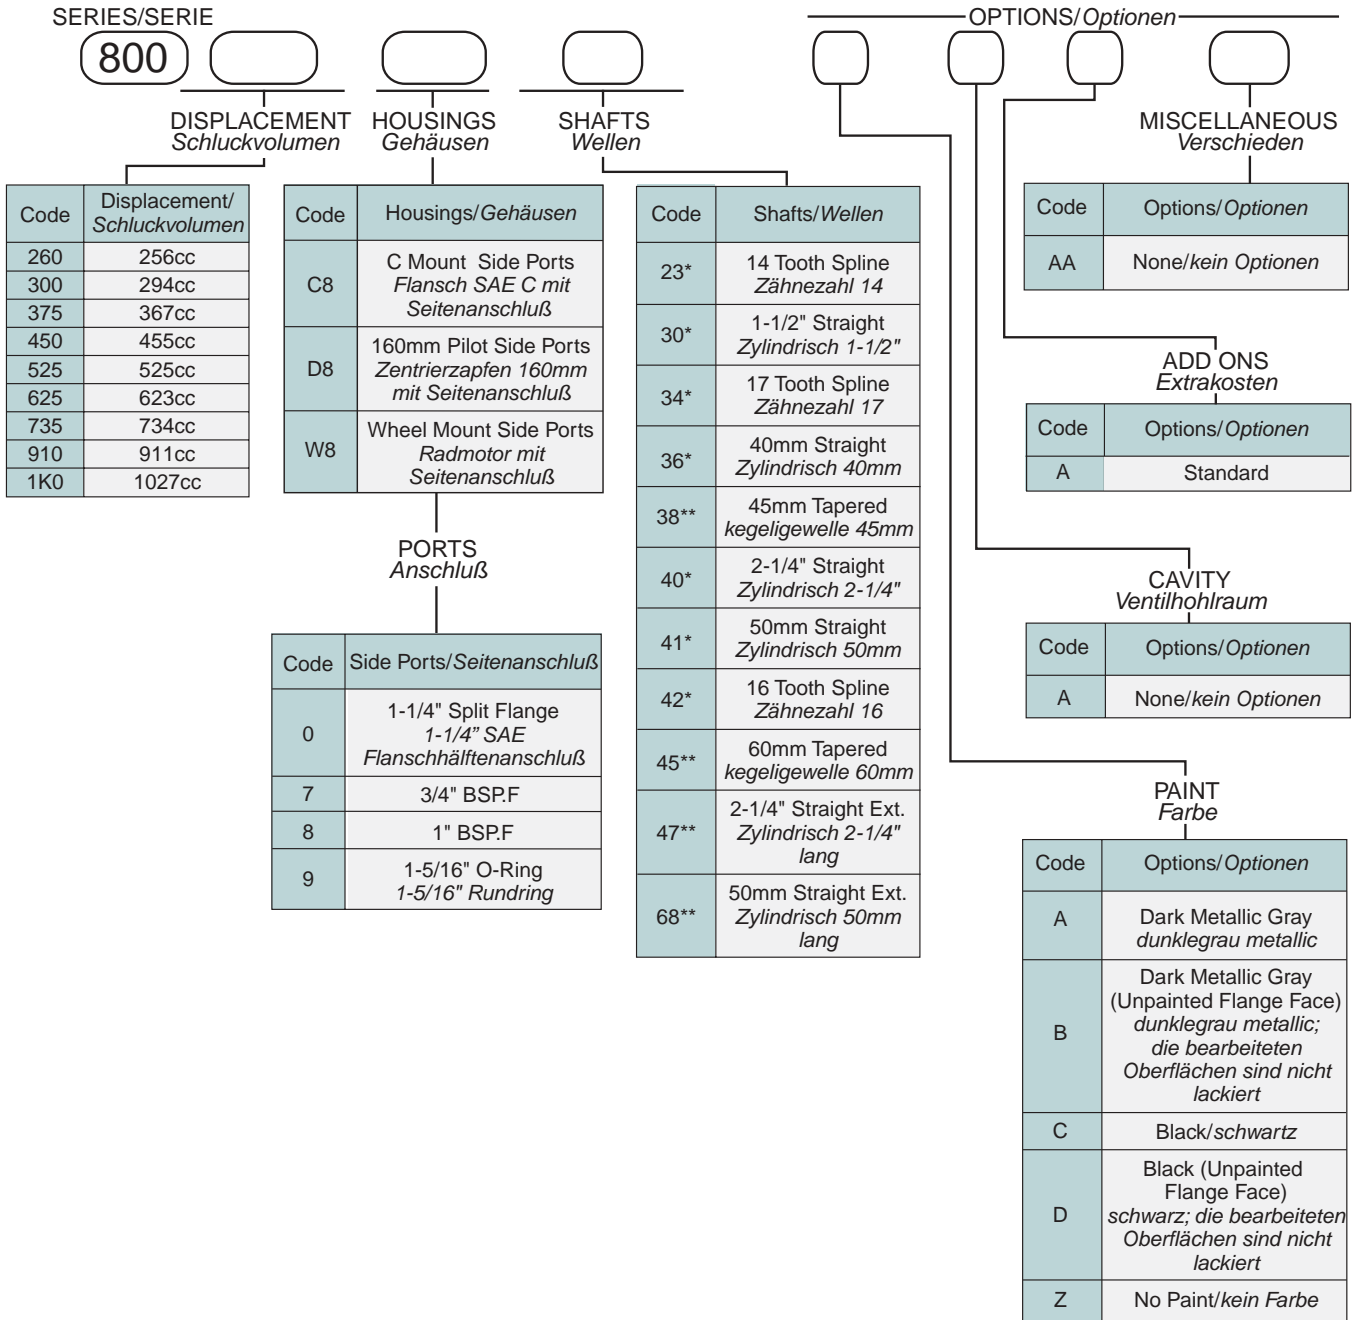 SERIES/SERIE
800
OPTIONS/Optionen
DISPLACEMENT
Schluckvolumen
Code Displacement/
Schluckvolumen
260 256cc
300 294cc
375 367cc
450 455cc
525 525cc
625 623cc
735 734cc
910 911cc
1K0 1027cc
HOUSINGS
Gehäusen
Code Housings/Gehäusen
C8 C Mount Side Ports
Flansch SAE C mit
Seitenanschluß
D8 160mm Pilot Side Ports
Zentrierzapfen 160mm
mit Seitenanschluß
W8 Wheel Mount Side Ports
Radmotor mit
Seitenanschluß
PORTS
Anschluß
Code Side Ports/Seitenanschluß
0 1-1/4" Split Flange
1-1/4” SAE
Flanschhälftenanschluß
7 3/4" BSP.F
8 1" BSP.F
9 1-5/16" O-Ring
1-5/16" Rundring
SHAFTS
Wellen
Code Shafts/Wellen
23* 14 Tooth Spline
Zähnezahl 14
30* 1-1/2" Straight
Zylindrisch 1-1/2"
34* 17 Tooth Spline
Zähnezahl 17
36* 40mm Straight
Zylindrisch 40mm
38** 45mm Tapered
kegeligewelle 45mm
40* 2-1/4" Straight
Zylindrisch 2-1/4"
41* 50mm Straight
Zylindrisch 50mm
42* 16 Tooth Spline
Zähnezahl 16
45** 60mm Tapered
kegeligewelle 60mm
47** 2-1/4" Straight Ext.
Zylindrisch 2-1/4"
lang
68** 50mm Straight Ext.
Zylindrisch 50mm
lang
MISCELLANEOUS
Verschieden
Code Options/Optionen
AA None/kein Optionen
ADD ONS
Extrakosten
Code Options/Optionen
A Standard
CAVITY
Ventilhohlraum
Code Options/Optionen
A None/kein Optionen
PAINT
Farbe
Code Options/Optionen
A Dark Metallic Gray
dunklegrau metallic
B Dark Metallic Gray
(Unpainted Flange Face)
dunklegrau metallic;
die bearbeiteten
Oberflächen sind nicht
lackiert
C Black/schwartz
D Black (Unpainted
Flange Face)
schwarz; die bearbeiteten
Oberflächen sind nicht
lackiert
Z No Paint/kein Farbe